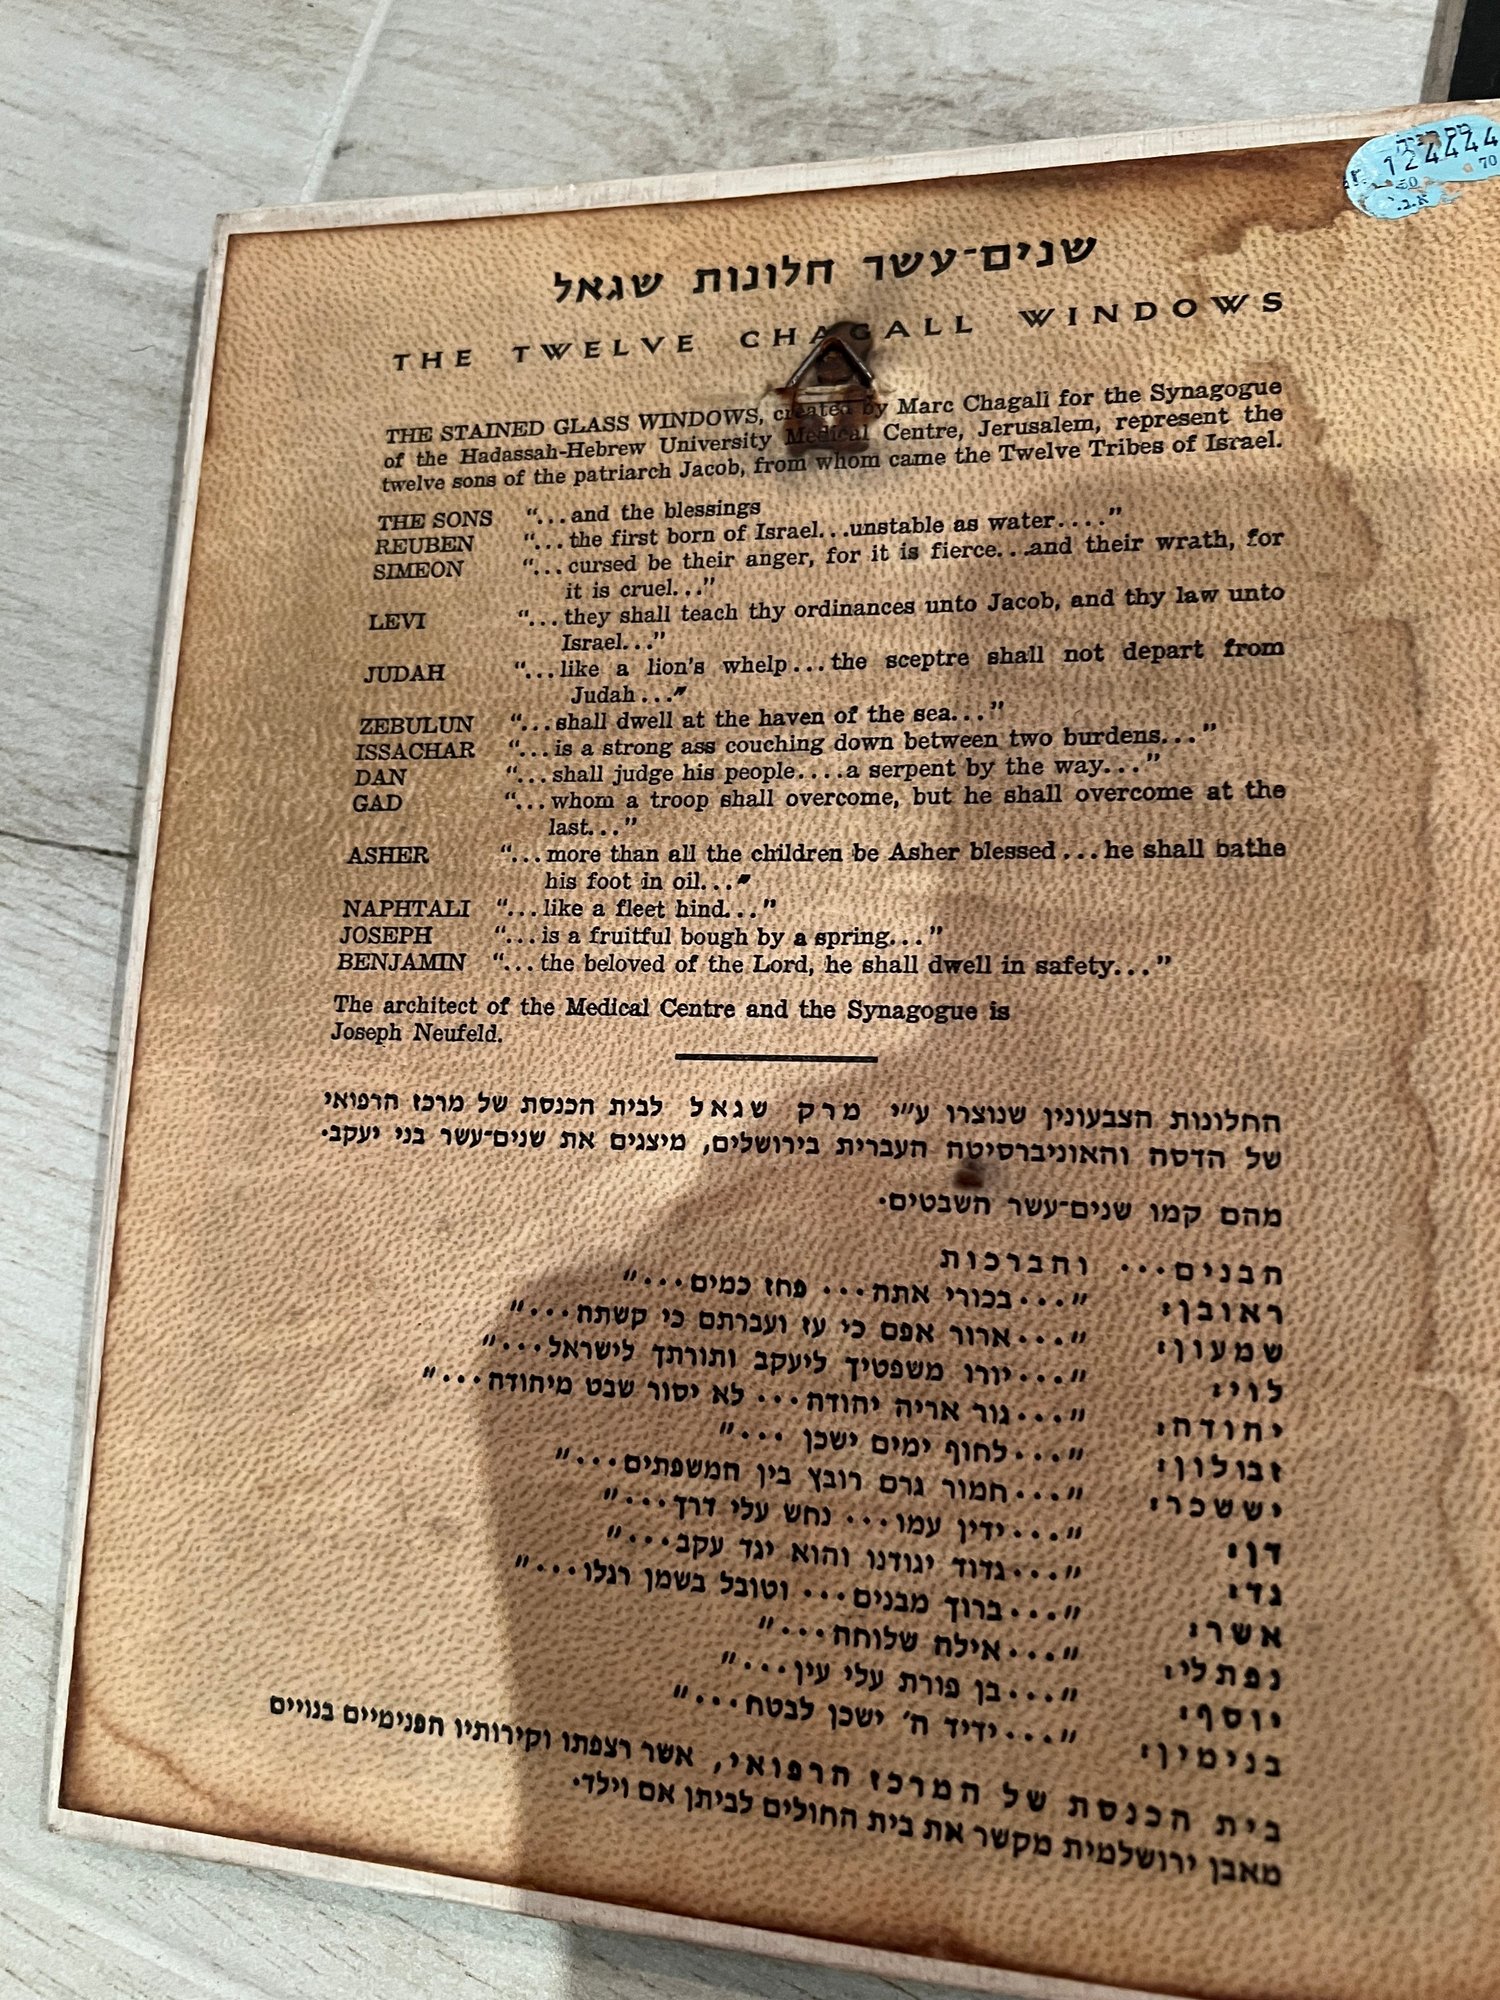 124444
70
50
א.ב.
שנים־עשר חלונות שגאל
THE TWELVE CHAGALL WINDOWS
THE STAINED GLASS WINDOWS, created by Marc Chagall for the Synagogue
of the Hadassah-Hebrew University Medical Centre, Jerusalem, represent the
twelve sons of the patriarch Jacob, from whom came the Twelve Tribes of Israel.
THE SONS "...and the blessings
REUBEN "...the first born of Israel...unstable as water...."
SIMEON "...cursed be their anger, for it is fierce...and their wrath, for
it is cruel..."
LEVI "...they shall teach thy ordinances unto Jacob, and thy law unto
Israel..."
JUDAH "...like a lion's whelp...the sceptre shall not depart from
Judah..."
ZEBULUN "...shall dwell at the haven of the sea..."
ISSACHAR "...is a strong ass couching down between two burdens..."
DAN "...shall judge his people....a serpent by the way..."
GAD "...whom a troop shall overcome, but he shall overcome at the
last..."
ASHER "...more than all the children be Asher blessed...he shall bathe
his foot in oil..."
NAPHTALI "...like a fleet hind..."
JOSEPH "...is a fruitful bough by a spring..."
BENJAMIN "...the beloved of the Lord, he shall dwell in safety..."
The architect of the Medical Centre and the Synagogue is
Joseph Neufeld.
החלונות הצבעונין שנוצרו ע"י מרק שגאל לבית הכנסת של מרכז הרפואי
של הדסה והאוניברסיטה העברית בירושלים, מיצגים את שנים־עשר בני יעקב.
מהם קמו שנים־עשר השבטים.
הבנים... והברכות
ראובן: "...בכורי אתה... פחז כמים..."
שמעון: "...ארור אפם כי עז ועברתם כי קשתה..."
לוי: "...יורו משפטיך ליעקב ותורתך לישראל..."
יהודה: "...גור אריה יהודה... לא יסור שבט מיהודה..."
זבולון: "...לחוף ימים ישכן ..."
יששכר: "...חמור גרם רובץ בין המשפתים..."
דן: "...ידין עמו... נחש עלי דרך..."
גד: "...גדוד יגודנו והוא יגד עקב..."
אשר: "...ברוך מבנים... וטובל בשמן רגלו..."
נפתלי: "...אילה שלוחה..."
יוסף: "...בן פורת עלי עין..."
בנימין: "...ידיד ה' ישכן לבטח..."
בית הכנסת של המרכז הרפואי, אשר רצפתו וקירותיו הפנימיים בנויים
מאבן ירושלמית מקשר את בית החולים לביתן אם וילד.